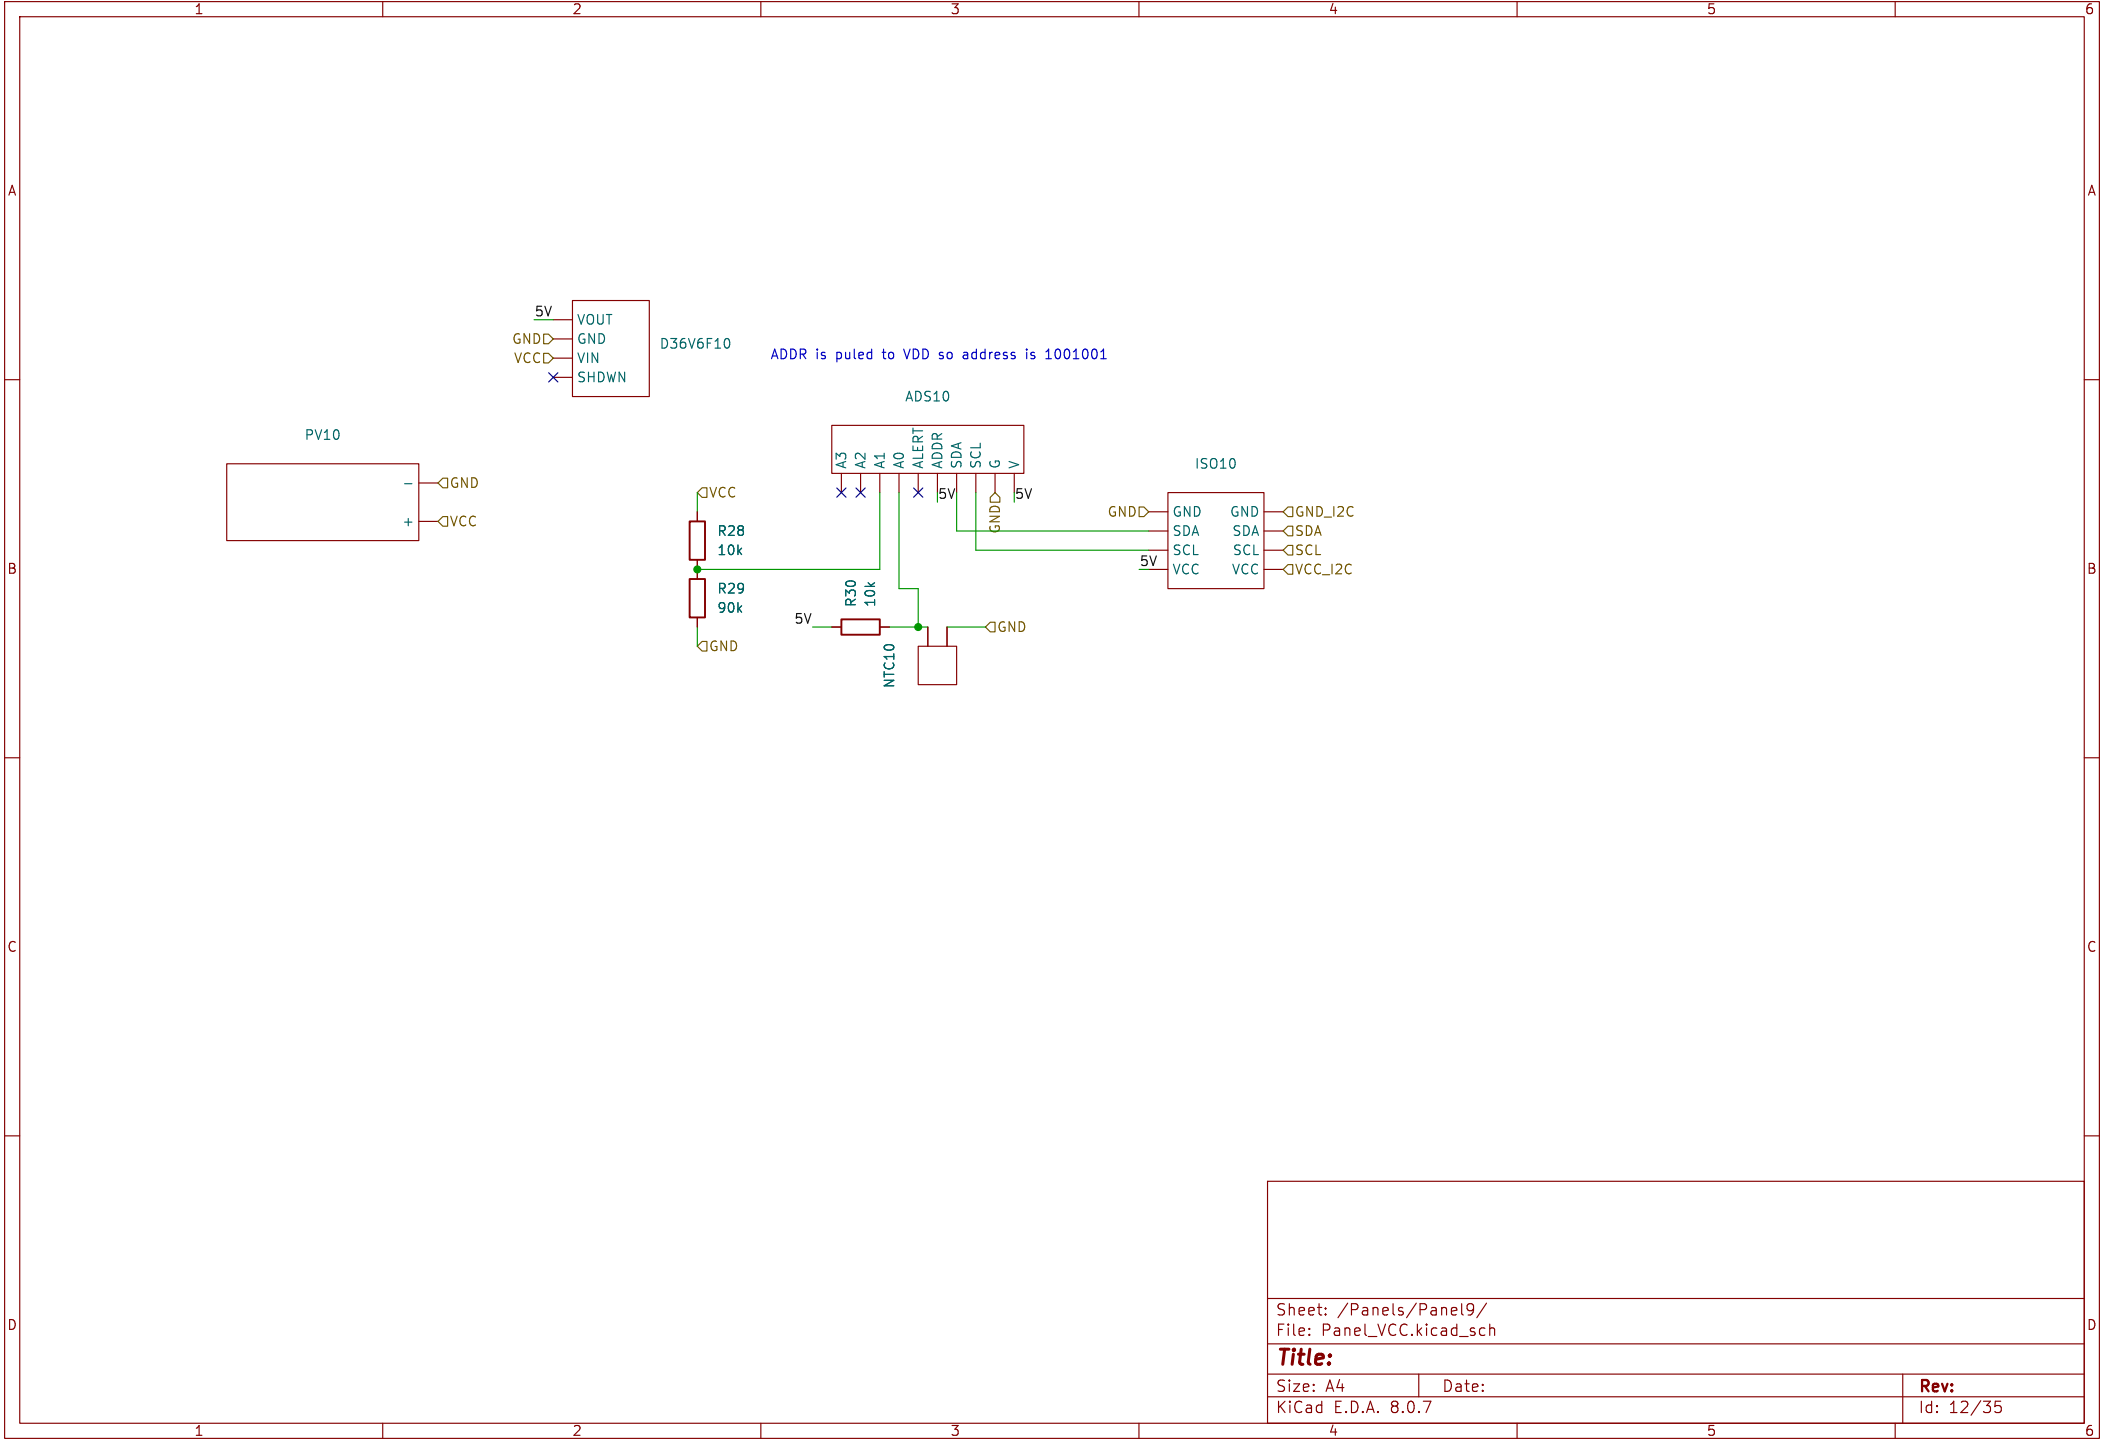 1 2 3 4 5 6
A A
5V
VOUT
GND GND
VCC VIN
SHDWN
D36V6F10
ADDR is puled to VDD so address is 1001001
ADS10
A3 A2 A1 A0 ALERT ADDR SDA SCL G V
5V GND 5V
PV10
- GND
+ VCC
VCC
R28
10k
R29
90k
GND
5V
R30
10k
NTC10
GND
ISO10
GND GND GND GND_I2C
SDA SDA SDA
SCL SCL SCL
5V VCC VCC VCC_I2C
B B
C C
D D
Sheet: /Panels/Panel9/
File: Panel_VCC.kicad_sch
Title:
Size: A4 Date: Rev:
KiCad E.D.A. 8.0.7 Id: 12/35
1 2 3 4 5 6